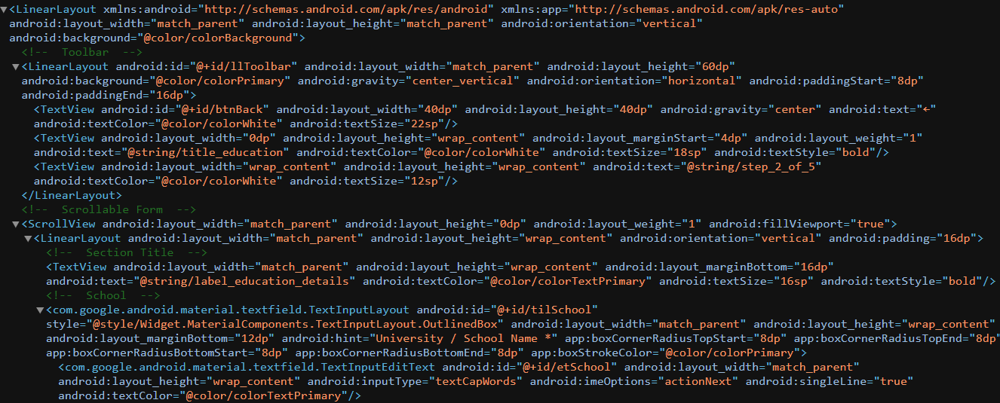 ▼<LinearLayout xmlns:android="http://schemas.android.com/apk/res/android" xmlns:app="http://schemas.android.com/apk/res-auto"
android:layout_width="match_parent" android:layout_height="match_parent" android:orientation="vertical"
android:background="@color/colorBackground">
<!-- Toolbar -->
▼<LinearLayout android:id="@+id/llToolbar" android:layout_width="match_parent" android:layout_height="60dp"
android:background="@color/colorPrimary" android:gravity="center_vertical" android:orientation="horizontal" android:paddingStart="8dp"
android:paddingEnd="16dp">
<TextView android:id="@+id/btnBack" android:layout_width="40dp" android:layout_height="40dp" android:gravity="center" android:text="←"
android:textColor="@color/colorWhite" android:textSize="22sp"/>
<TextView android:layout_width="0dp" android:layout_height="wrap_content" android:layout_marginStart="4dp" android:layout_weight="1"
android:text="@string/title_education" android:textColor="@color/colorWhite" android:textSize="18sp" android:textStyle="bold"/>
<TextView android:layout_width="wrap_content" android:layout_height="wrap_content" android:text="@string/step_2_of_5"
android:textColor="@color/colorWhite" android:textSize="12sp"/>
</LinearLayout>
<!-- Scrollable Form -->
▼<ScrollView android:layout_width="match_parent" android:layout_height="0dp" android:layout_weight="1" android:fillViewport="true">
▼<LinearLayout android:layout_width="match_parent" android:layout_height="wrap_content" android:orientation="vertical" android:padding="16dp">
<!-- Section Title -->
<TextView android:layout_width="match_parent" android:layout_height="wrap_content" android:layout_marginBottom="16dp"
android:text="@string/label_education_details" android:textColor="@color/colorTextPrimary" android:textSize="16sp" android:textStyle="bold"/>
<!-- School -->
▼<com.google.android.material.textfield.TextInputLayout android:id="@+id/tilSchool"
style="@style/Widget.MaterialComponents.TextInputLayout.OutlinedBox" android:layout_width="match_parent" android:layout_height="wrap_content"
android:layout_marginBottom="12dp" android:hint="University / School Name *" app:boxCornerRadiusTopStart="8dp" app:boxCornerRadiusTopEnd="8dp"
app:boxCornerRadiusBottomStart="8dp" app:boxCornerRadiusBottomEnd="8dp" app:boxStrokeColor="@color/colorPrimary">
<com.google.android.material.textfield.TextInputEditText android:id="@+id/etSchool" android:layout_width="match_parent"
android:layout_height="wrap_content" android:inputType="textCapWords" android:imeOptions="actionNext" android:singleLine="true"
android:textColor="@color/colorTextPrimary"/>